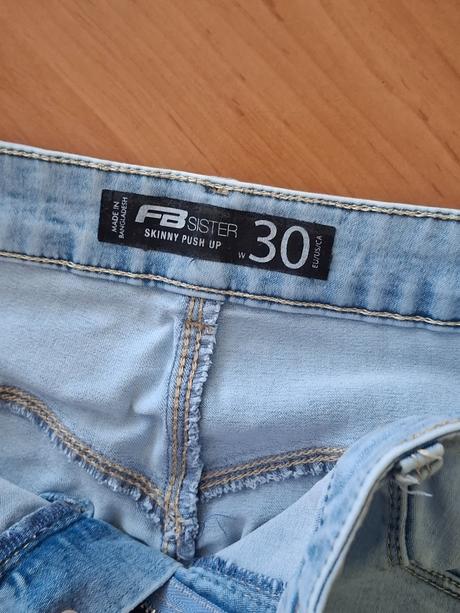 MADE IN
BANGLADESH
FB SISTER
SKINNY PUSH UP
W 30
EU/US/CA